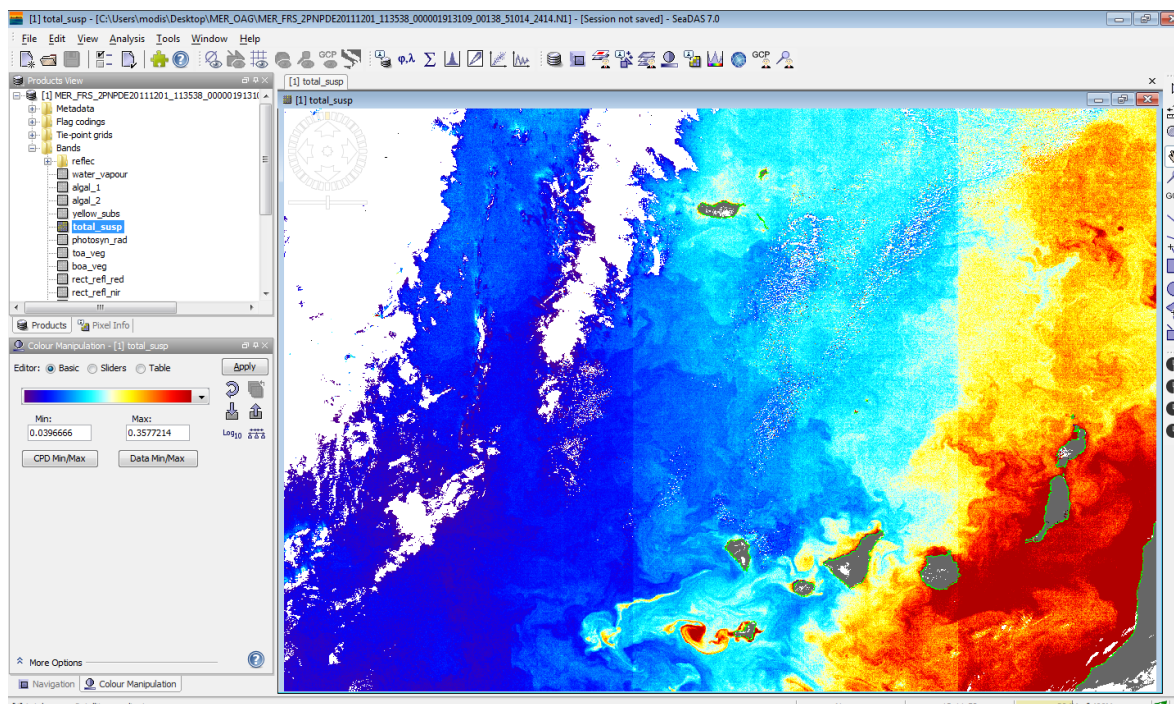 [1] total_susp - [C:\Users\modis\Desktop\MER_OAG\MER_FRS_2PNPDE20111201_113538_000001913109_00138_51014_2414.N1] - [Session not saved] - SeaDAS 7.0
File Edit View Analysis Tools Window Help
GCP φ,λ Σ GCP
Products View
[1] total_susp
[1] MER_FRS_2PNPDE20111201_113538_0000019131
[1] total_susp
Metadata
Flag codings
Tie-point grids
Bands
reflec
water_vapour
algal_1
algal_2
yellow_subs
total_susp
photosyn_rad
toa_veg
boa_veg
rect_refl_red
rect_refl_nir
Products Pixel Info
Colour Manipulation - [1] total_susp
Editor: Basic Sliders Table Apply
Min: Max:
0.0396666 0.3577214
Log10
CPD Min/Max Data Min/Max
More Options
Navigation Colour Manipulation